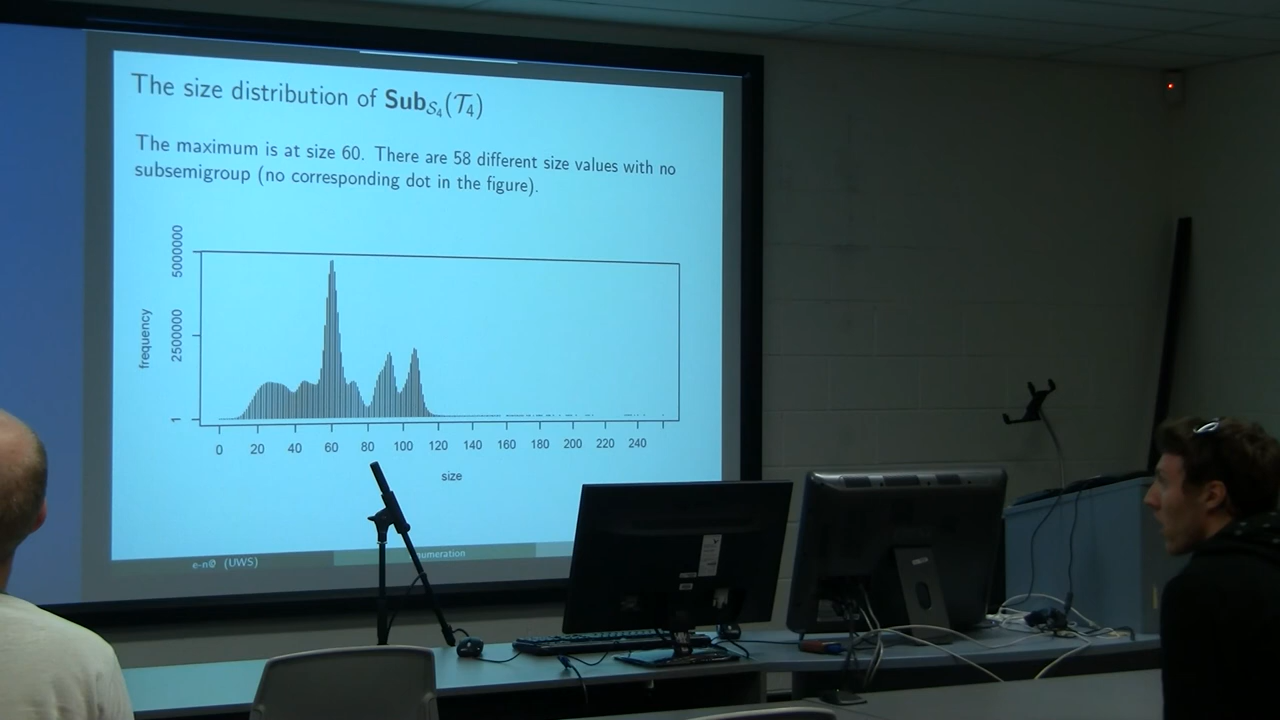 The size distribution of Sub_{𝒮₄}(𝒯₄)
The maximum is at size 60. There are 58 different size values with no
subsemigroup (no corresponding dot in the figure).
frequency
5000000
2500000
1
0 20 40 60 80 100 120 140 160 180 200 220 240
size
(UWS)